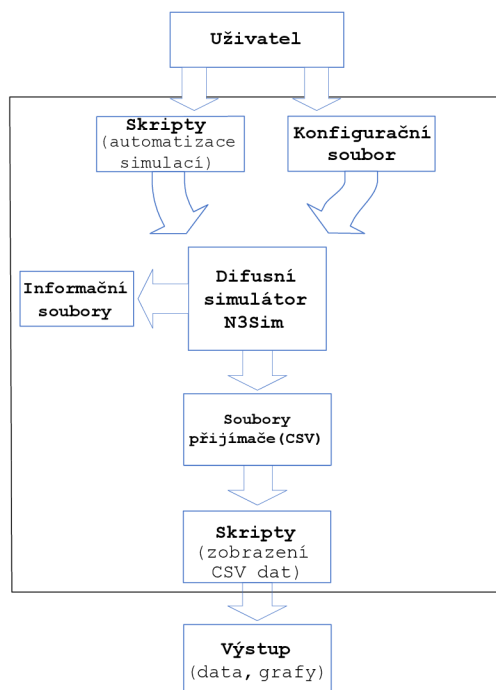 Uživatel
Skripty
(automatizace
simulací)
Konfigurační
soubor
Difusní
simulátor
N3Sim
Informační
soubory
Soubory
přijímače(CSV)
Skripty
(zobrazení
CSV dat)
Výstup
(data, grafy)